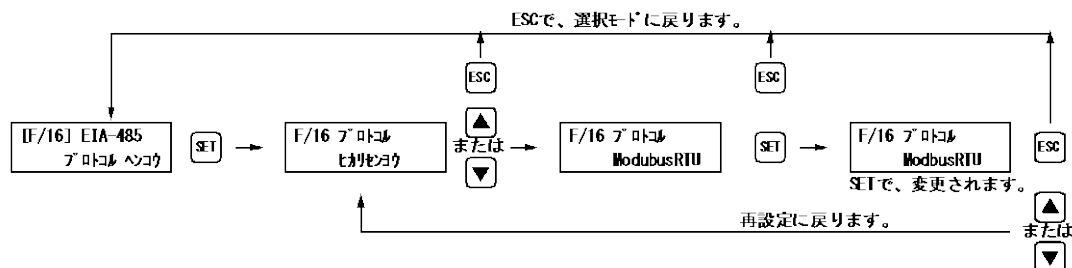 ESCで、選択ﾓｰﾄﾞに戻ります。
ESC
ESC
[F/16] EIA-485
ﾌﾟﾛﾄｺﾙ ﾍﾝｺｳ
SET
F/16 ﾌﾟﾛﾄｺﾙ
ﾋｶﾘｾﾝﾖｳ
▲
または
▼
F/16 ﾌﾟﾛﾄｺﾙ
ModubusRTU
SET
F/16 ﾌﾟﾛﾄｺﾙ
ModbusRTU
ESC
SETで、変更されます。
再設定に戻ります。
▲
または
▼